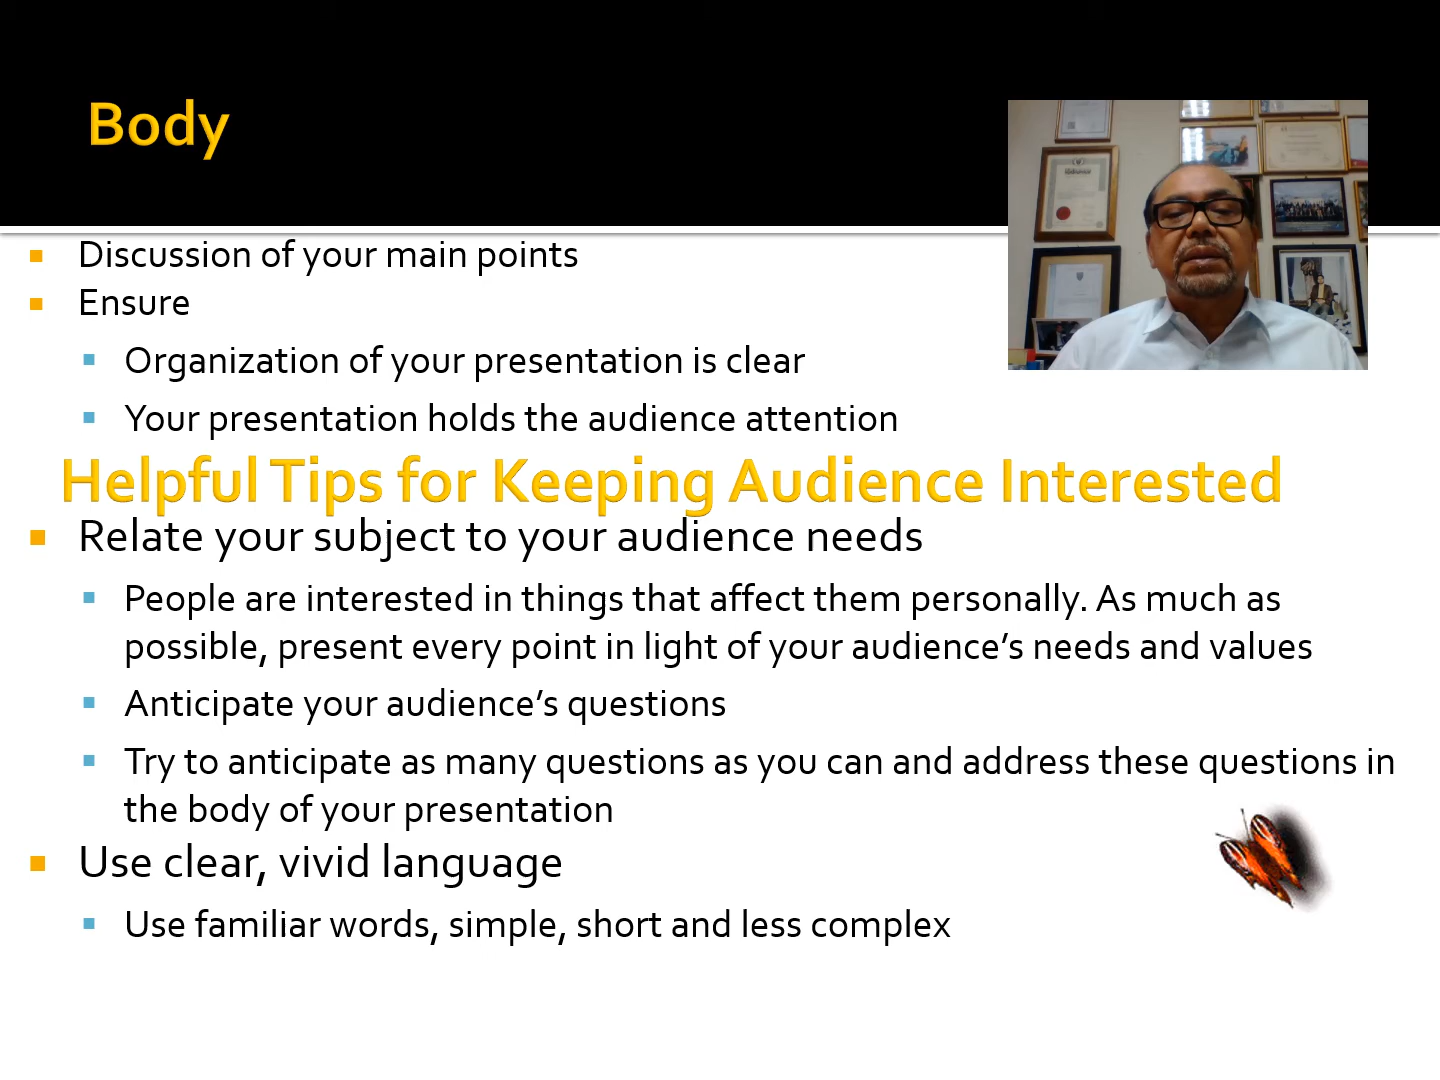 Body
Discussion of your main points
Ensure
Organization of your presentation is clear
Your presentation holds the audience attention
Helpful Tips for Keeping Audience Interested
Relate your subject to your audience needs
People are interested in things that affect them personally. As much as
possible, present every point in light of your audience’s needs and values
Anticipate your audience’s questions
Try to anticipate as many questions as you can and address these questions in
the body of your presentation
Use clear, vivid language
Use familiar words, simple, short and less complex